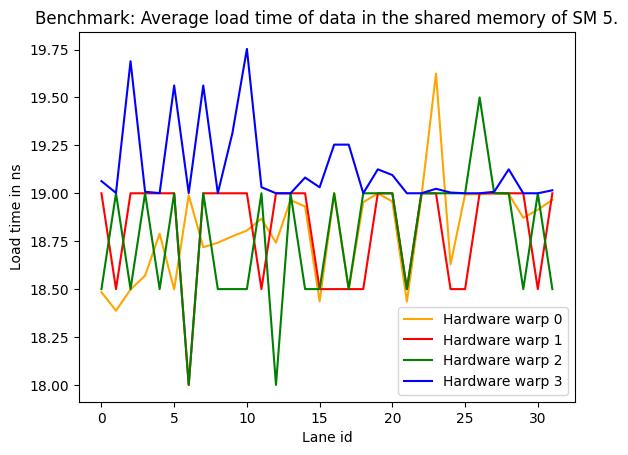 Benchmark: Average load time of data in the shared memory of SM 5.
Load time in ns
19.75
19.50
19.25
19.00
18.75
18.50
18.25
18.00
0 5 10 15 20 25 30
Lane id
Hardware warp 0
Hardware warp 1
Hardware warp 2
Hardware warp 3